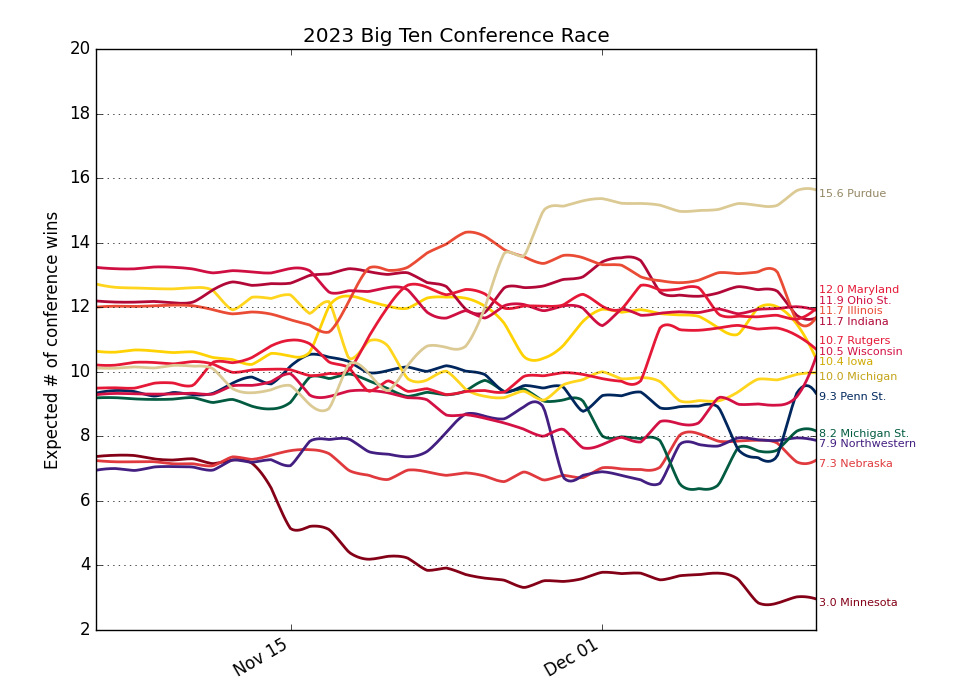 2023 Big Ten Conference Race
Expected # of conference wins
20
18
16
14
12
10
8
6
4
2
Nov 15
Dec 01
15.6 Purdue
12.0 Maryland
11.9 Ohio St.
11.7 Illinois
11.7 Indiana
10.7 Rutgers
10.5 Wisconsin
10.4 Iowa
10.0 Michigan
9.3 Penn St.
8.2 Michigan St.
7.9 Northwestern
7.3 Nebraska
3.0 Minnesota